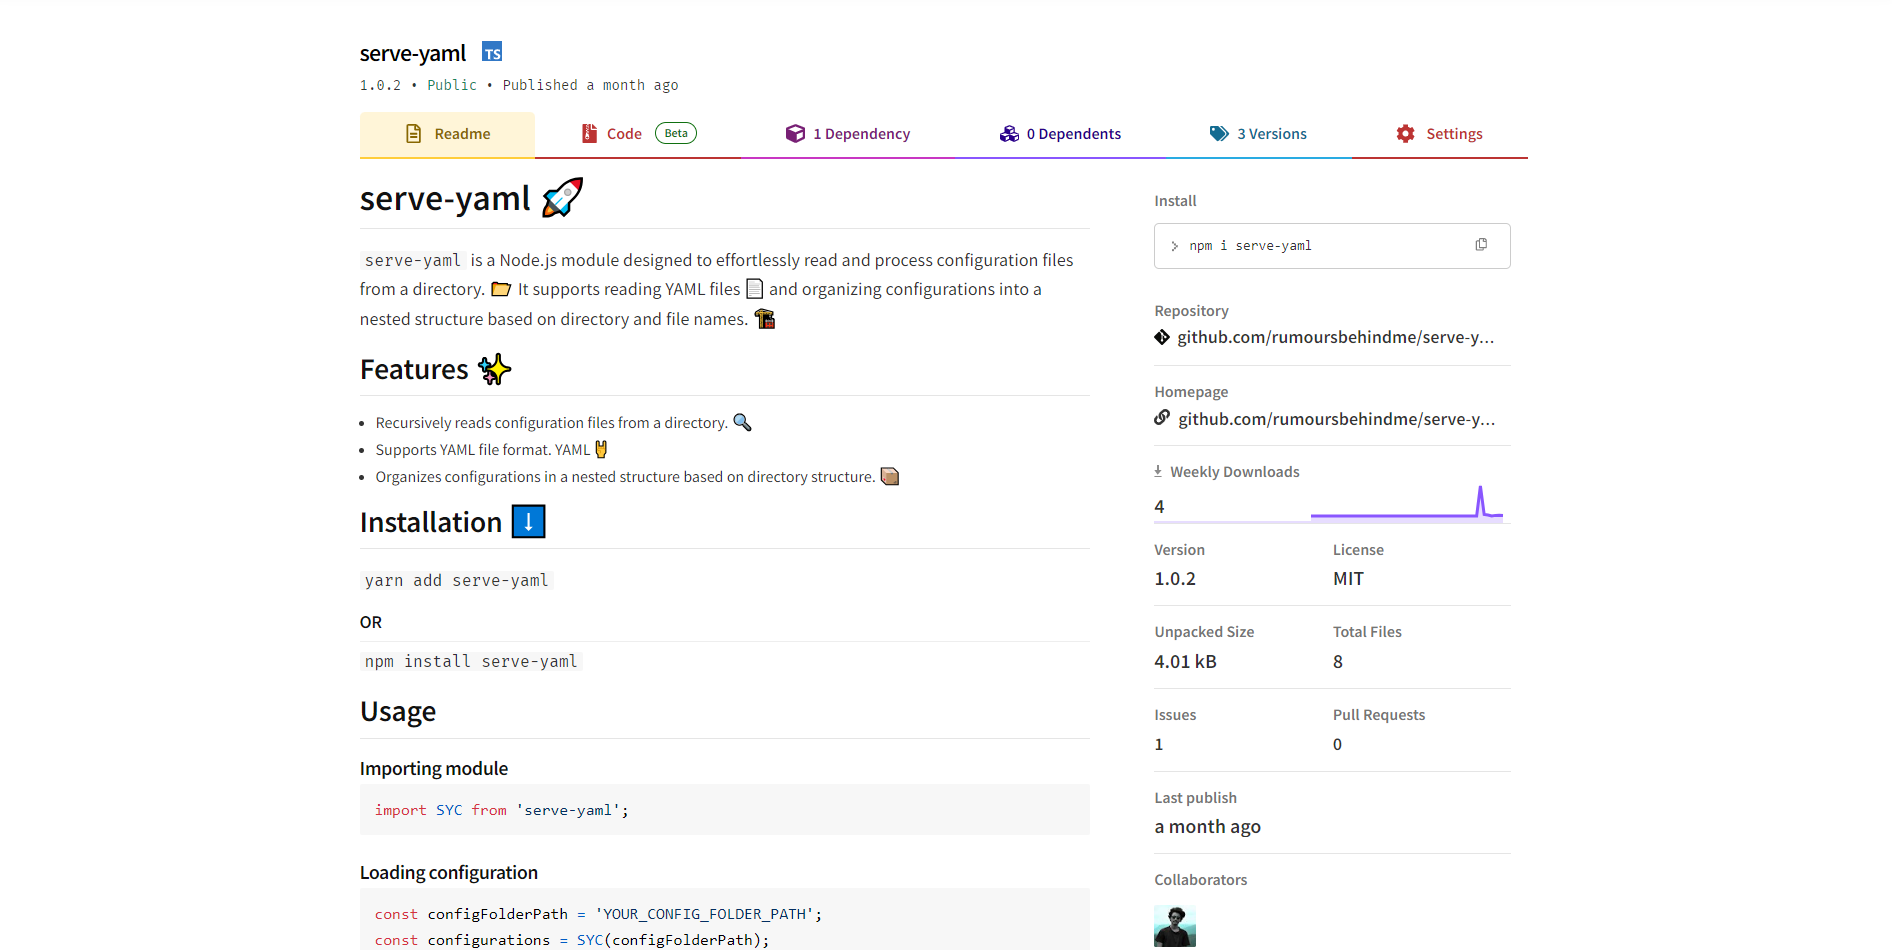 serve-yaml TS
1.0.2 • Public • Published a month ago
Readme
Code Beta
1 Dependency
0 Dependents
3 Versions
Settings
serve-yaml 🚀
serve-yaml is a Node.js module designed to effortlessly read and process configuration files
from a directory. 📂 It supports reading YAML files 📄 and organizing configurations into a
nested structure based on directory and file names. 🏗️
Features ✨
• Recursively reads configuration files from a directory. 🔍
• Supports YAML file format. YAML 🤘
• Organizes configurations in a nested structure based on directory structure. 📦
Installation ⬇️
yarn add serve-yaml
OR
npm install serve-yaml
Usage
Importing module
import SYC from 'serve-yaml';
Loading configuration
const configFolderPath = 'YOUR_CONFIG_FOLDER_PATH';
const configurations = SYC(configFolderPath);
Install
> npm i serve-yaml
Repository
github.com/rumoursbehindme/serve-y...
Homepage
github.com/rumoursbehindme/serve-y...
Weekly Downloads
4
Version
1.0.2
License
MIT
Unpacked Size
4.01 kB
Total Files
8
Issues
1
Pull Requests
0
Last publish
a month ago
Collaborators